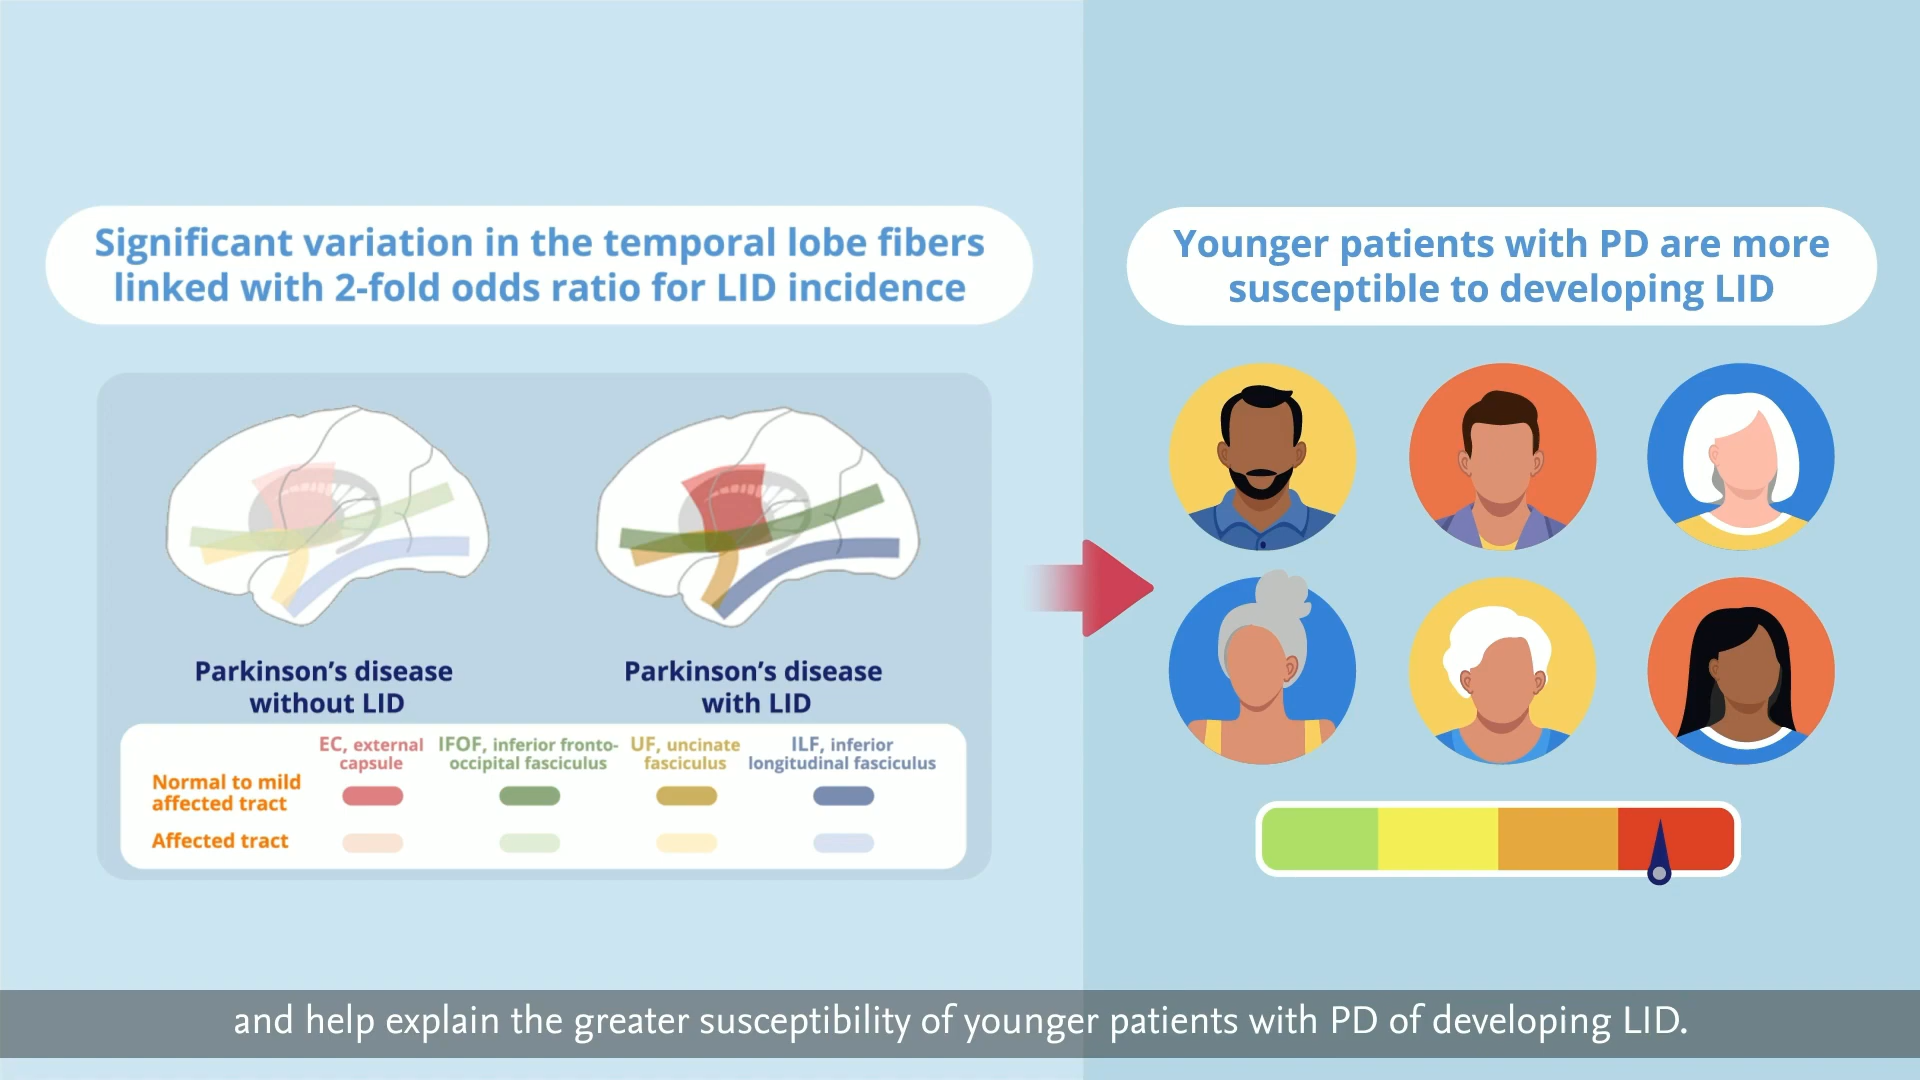 Significant variation in the temporal lobe fibers
linked with 2-fold odds ratio for LID incidence
Parkinson’s disease
without LID
Parkinson’s disease
with LID
EC, external
capsule
IFOF, inferior fronto-
occipital fasciculus
UF, uncinate
fasciculus
ILF, inferior
longitudinal fasciculus
Normal to mild
affected tract
Affected tract
Younger patients with PD are more
susceptible to developing LID
and help explain the greater susceptibility of younger patients with PD of developing LID.